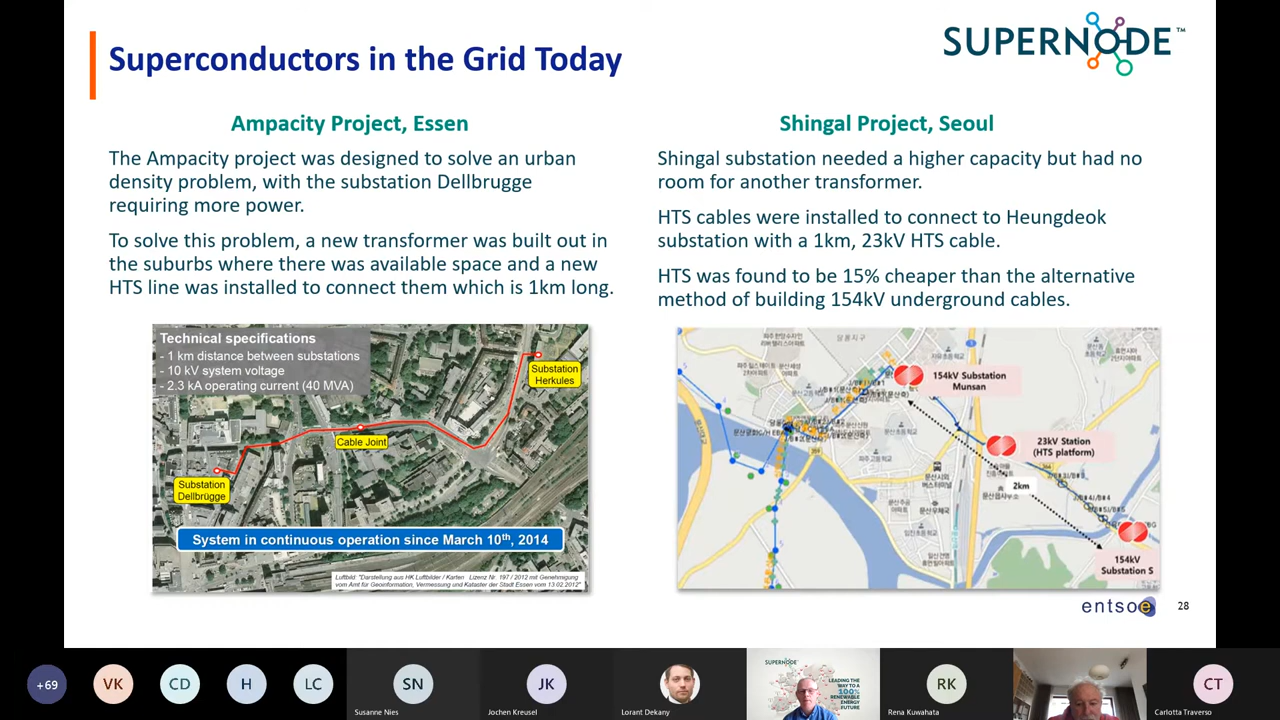 Superconductors in the Grid Today
SUPERNODE™
Ampacity Project, Essen
The Ampacity project was designed to solve an urban
density problem, with the substation Dellbrugge
requiring more power.
To solve this problem, a new transformer was built out in
the suburbs where there was available space and a new
HTS line was installed to connect them which is 1km long.
Technical specifications
- 1 km distance between substations
- 10 kV system voltage
- 2.3 kA operating current (40 MVA)
Substation
Herkules
Cable Joint
Substation
Dellbrügge
System in continuous operation since March 10th, 2014
Luftbild: "Darstellung aus HK Luftbilder / Karten Lizenz Nr. 197 / 2012 mit Genehmigung
vom Amt für Geoinformation, Vermessung und Kataster der Stadt Essen vom 13.02.2012"
Shingal Project, Seoul
Shingal substation needed a higher capacity but had no
room for another transformer.
HTS cables were installed to connect to Heungdeok
substation with a 1km, 23kV HTS cable.
HTS was found to be 15% cheaper than the alternative
method of building 154kV underground cables.
154kV Substation
Munsan
23kV Station
(HTS platform)
2km
154kV
Substation S
entsoe
28
+69
VK
CD
H
LC
SN
Susanne Nies
JK
Jochen Kreusel
Lorant Dekany
SUPERNODE
LEADING THE
WAY TO A
100%
RENEWABLE
ENERGY
FUTURE
RK
Rena Kuwahata
CT
Carlotta Traverso